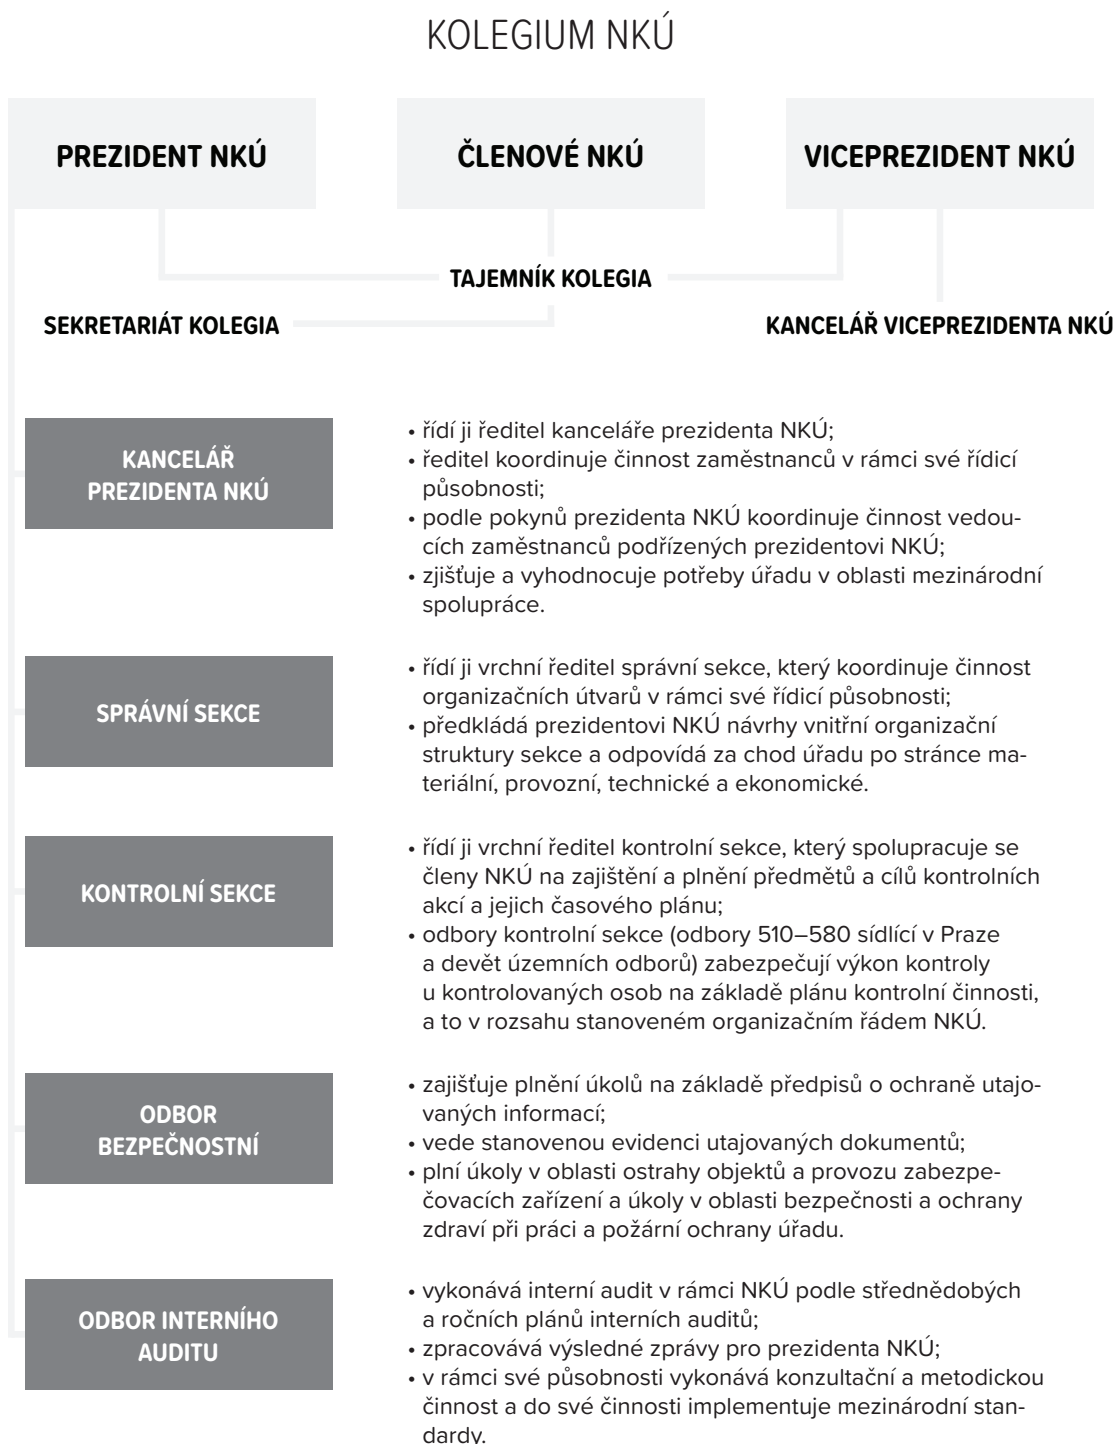 KOLEGIUM NKÚ
PREZIDENT NKÚ
ČLENOVÉ NKÚ
VICEPREZIDENT NKÚ
TAJEMNÍK KOLEGIA
SEKRETARIÁT KOLEGIA
KANCELÁŘ VICEPREZIDENTA NKÚ
KANCELÁŘ
PREZIDENTA NKÚ
• řídí ji ředitel kanceláře prezidenta NKÚ;
• ředitel koordinuje činnost zaměstnanců v rámci své řídicí
působnosti;
• podle pokynů prezidenta NKÚ koordinuje činnost vedou-
cích zaměstnanců podřízených prezidentovi NKÚ;
• zjišťuje a vyhodnocuje potřeby úřadu v oblasti mezinárodní
spolupráce.
SPRÁVNÍ SEKCE
• řídí ji vrchní ředitel správní sekce, který koordinuje činnost
organizačních útvarů v rámci své řídicí působnosti;
• předkládá prezidentovi NKÚ návrhy vnitřní organizační
struktury sekce a odpovídá za chod úřadu po stránce ma-
teriální, provozní, technické a ekonomické.
KONTROLNÍ SEKCE
• řídí ji vrchní ředitel kontrolní sekce, který spolupracuje se
členy NKÚ na zajištění a plnění předmětů a cílů kontrolních
akcí a jejich časového plánu;
• odbory kontrolní sekce (odbory 510–580 sídlící v Praze
a devět územních odborů) zabezpečují výkon kontroly
u kontrolovaných osob na základě plánu kontrolní činnosti,
a to v rozsahu stanoveném organizačním řádem NKÚ.
ODBOR
BEZPEČNOSTNÍ
• zajišťuje plnění úkolů na základě předpisů o ochraně utajo-
vaných informací;
• vede stanovenou evidenci utajovaných dokumentů;
• plní úkoly v oblasti ostrahy objektů a provozu zabezpe-
čovacích zařízení a úkoly v oblasti bezpečnosti a ochrany
zdraví při práci a požární ochrany úřadu.
ODBOR INTERNÍHO
AUDITU
• vykonává interní audit v rámci NKÚ podle střednědobých
a ročních plánů interních auditů;
• zpracovává výsledné zprávy pro prezidenta NKÚ;
• v rámci své působnosti vykonává konzultační a metodickou
činnost a do své činnosti implementuje mezinárodní stan-
dardy.